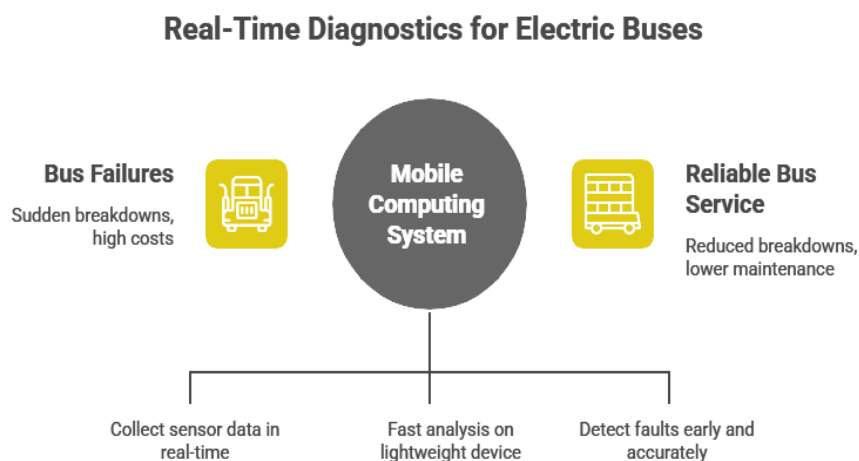 Real-Time Diagnostics for Electric Buses
Bus Failures
Sudden breakdowns,
high costs
Mobile
Computing
System
Reliable Bus
Service
Reduced breakdowns,
lower maintenance
Collect sensor data in
real-time
Fast analysis on
lightweight device
Detect faults early and
accurately